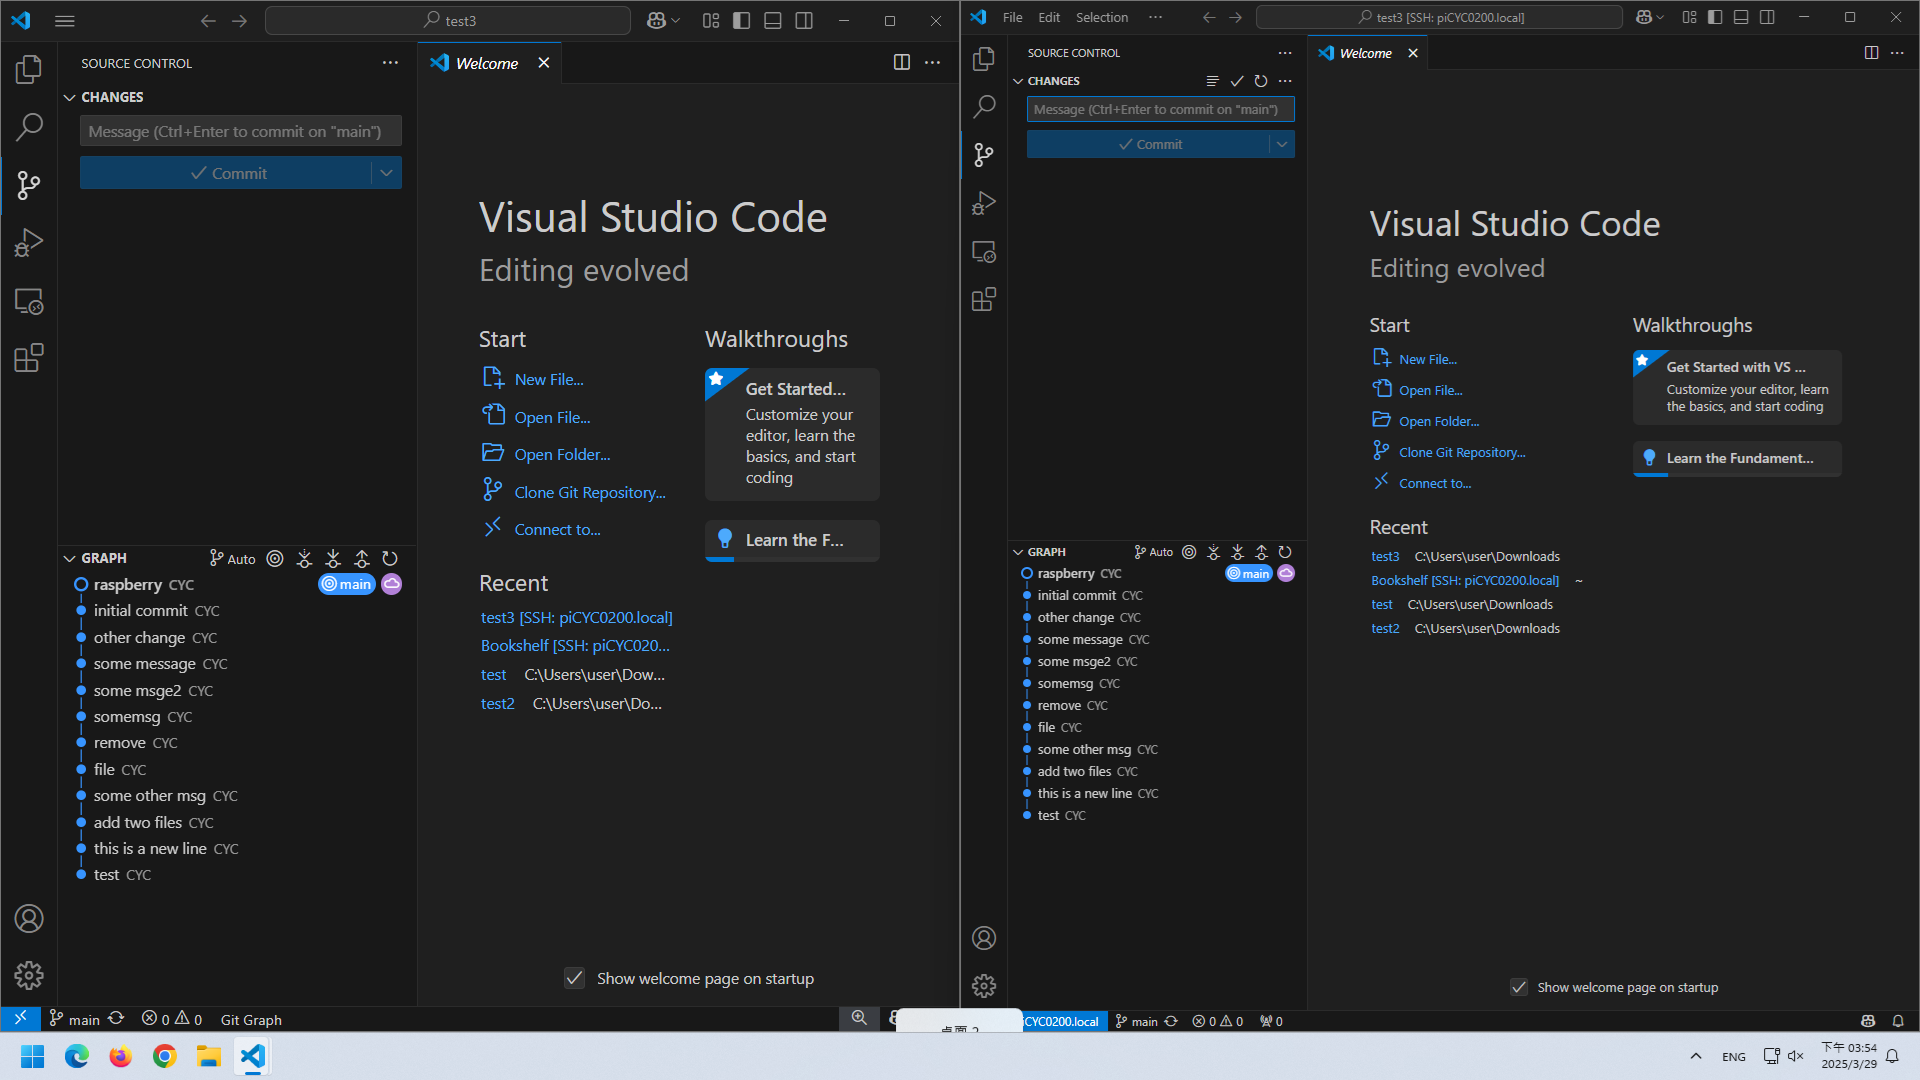 test3
SOURCE CONTROL
CHANGES
Message (Ctrl+Enter to commit on "main")
Commit
GRAPH
Auto
raspberry CYC
main
initial commit CYC
other change CYC
some message CYC
some msge2 CYC
somemsg CYC
remove CYC
file CYC
some other msg CYC
add two files CYC
this is a new line CYC
test CYC
Welcome
Visual Studio Code
Editing evolved
Start
New File...
Open File...
Open Folder...
Clone Git Repository...
Connect to...
Recent
test3 [SSH: piCYC0200.local]
Bookshelf [SSH: piCYC020...
test C:\Users\user\Dow...
test2 C:\Users\user\Do...
Walkthroughs
Get Started...
Customize your
editor, learn the
basics, and start
coding
Learn the F...
Show welcome page on startup
main 0 0 Git Graph
File Edit Selection ...
test3 [SSH: piCYC0200.local]
SOURCE CONTROL
CHANGES
Message (Ctrl+Enter to commit on "main")
Commit
GRAPH
Auto
raspberry CYC
main
initial commit CYC
other change CYC
some message CYC
some msge2 CYC
somemsg CYC
remove CYC
file CYC
some other msg CYC
add two files CYC
this is a new line CYC
test CYC
Welcome
Visual Studio Code
Editing evolved
Start
New File...
Open File...
Open Folder...
Clone Git Repository...
Connect to...
Recent
test3 C:\Users\user\Downloads
Bookshelf [SSH: piCYC0200.local] ~
test C:\Users\user\Downloads
test2 C:\Users\user\Downloads
Walkthroughs
Get Started with VS ...
Customize your editor, learn
the basics, and start coding
Learn the Fundament...
Show welcome page on startup
piCYC0200.local main 0 0 0
ENG
下午 03:54
2025/3/29